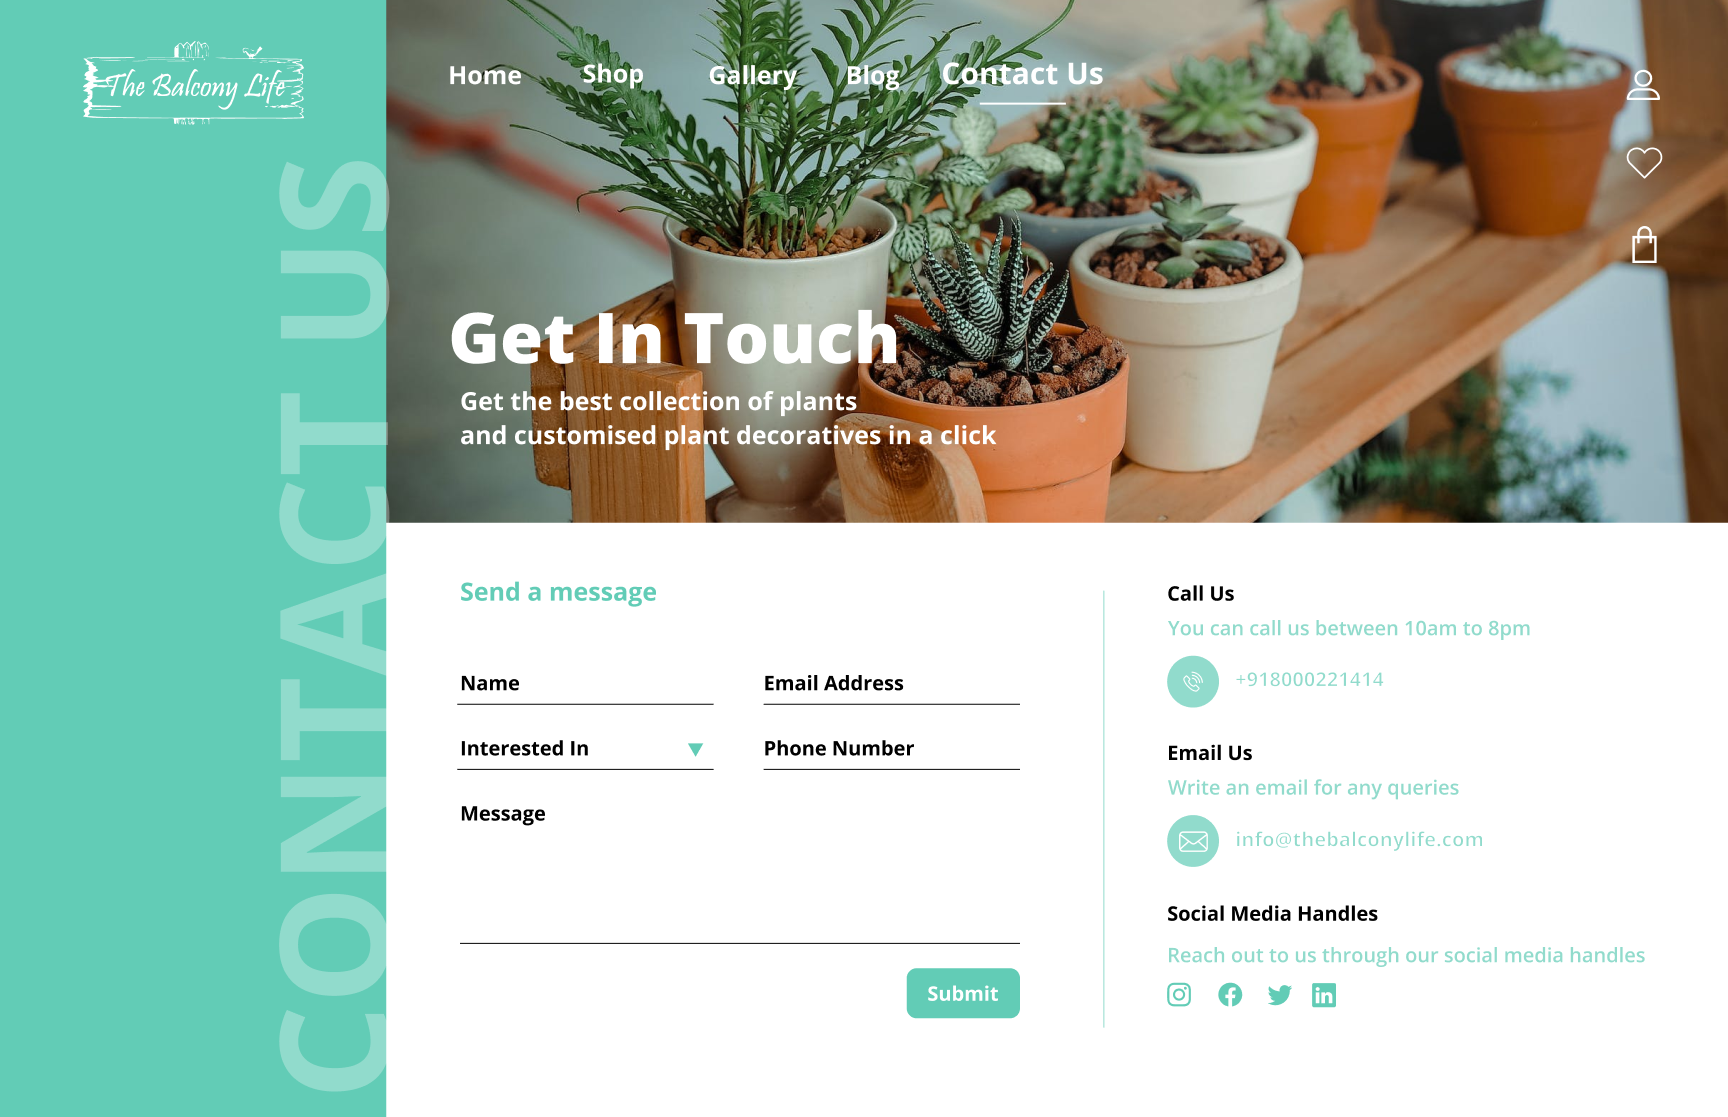 The Balcony Life
Home
Shop
Gallery
Blog
Contact Us
CONTACT US
Get In Touch
Get the best collection of plants
and customised plant decoratives in a click
Send a message
Name
Email Address
Interested In
Phone Number
Message
Submit
Call Us
You can call us between 10am to 8pm
+918000221414
Email Us
Write an email for any queries
info@thebalconylife.com
Social Media Handles
Reach out to us through our social media handles
in